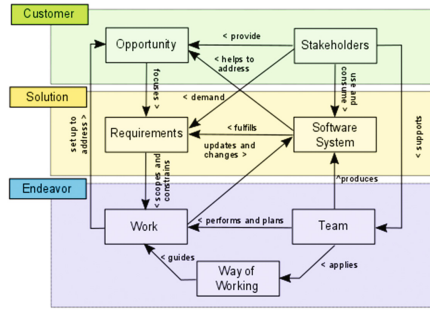 Customer
< provide
Opportunity
Stakeholders
< helps to
address
focuses >
< demand
use and
consume >
Solution
set up to
address >
Requirements
< fulfills
Software
System
updates and
changes >
< supports
< scopes and
constrains
Endeavor
^produces
Work
< performs and plans
Team
< guides
< applies
Way of
Working